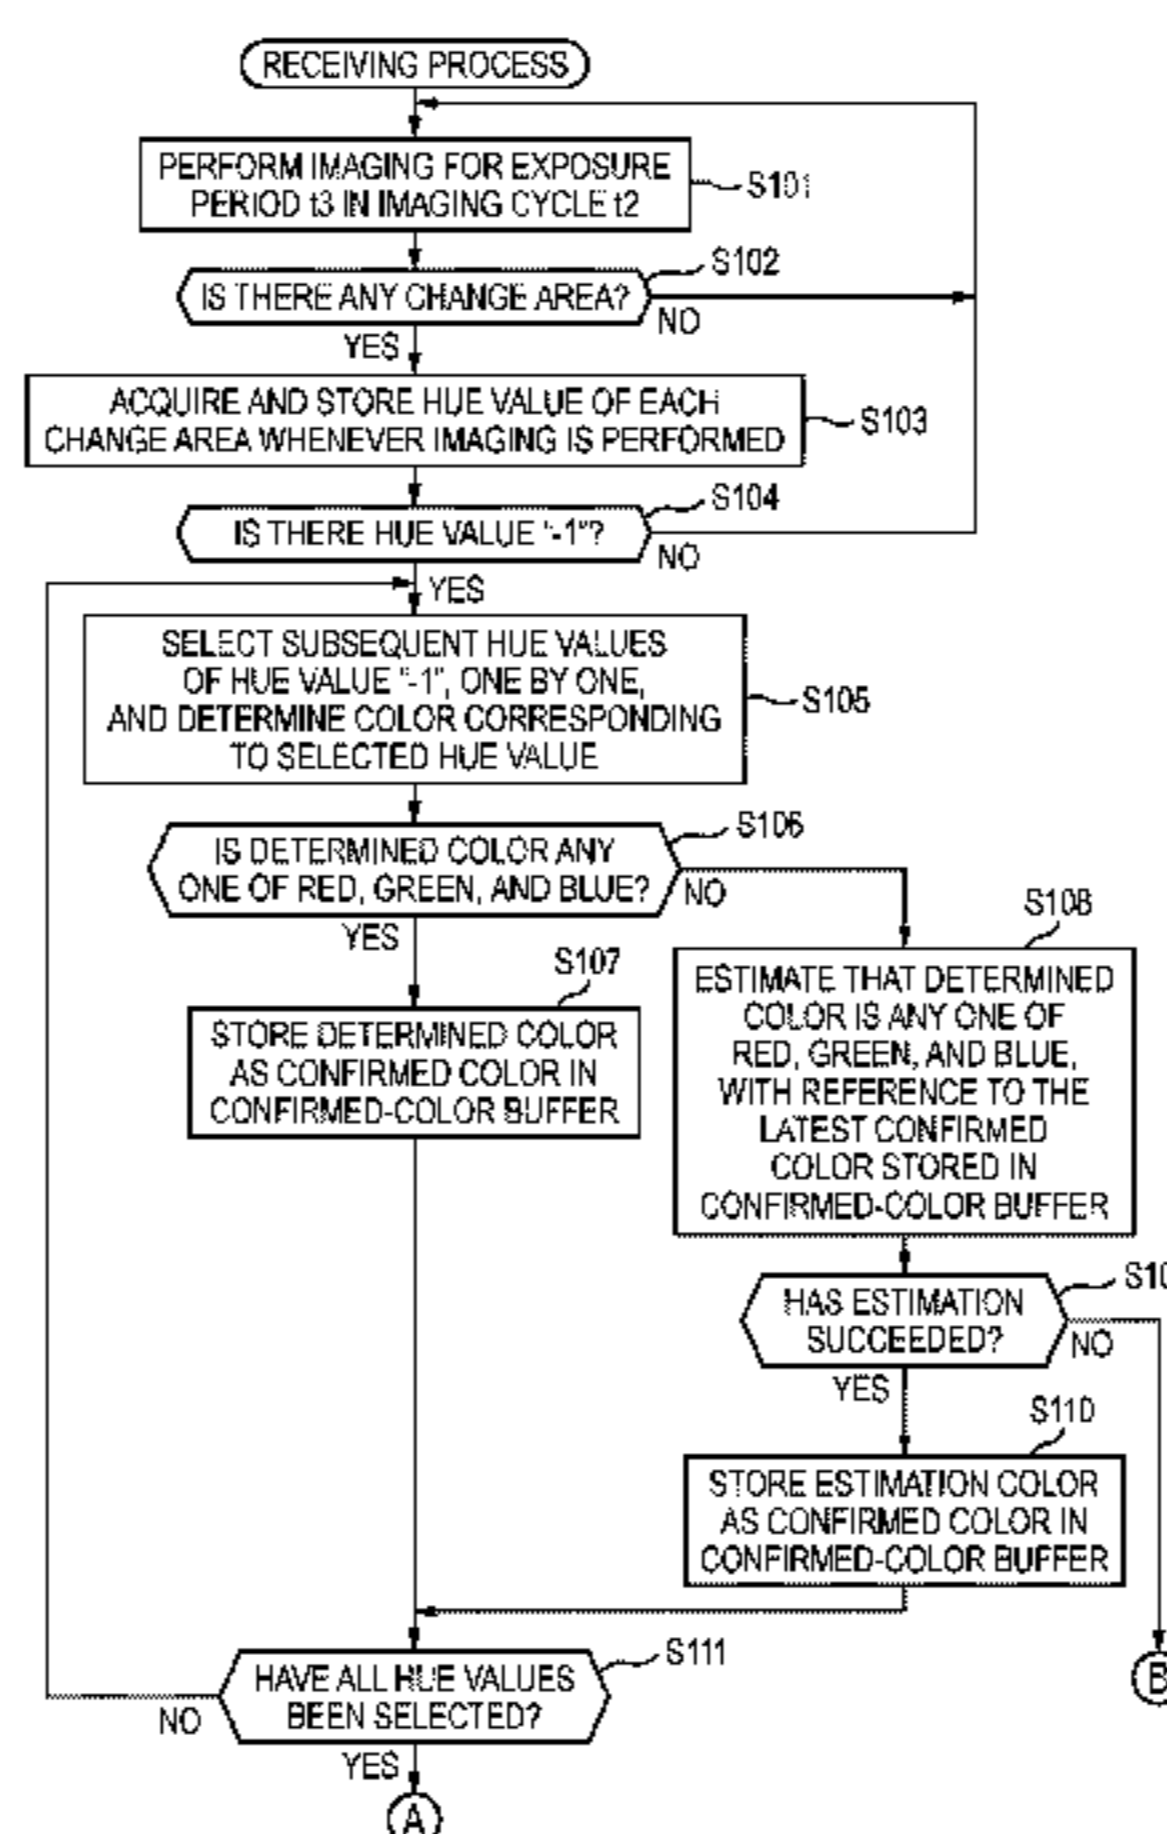 RECEIVING PROCESS
PERFORM IMAGING FOR EXPOSURE
PERIOD t3 IN IMAGING CYCLE t2
S101
IS THERE ANY CHANGE AREA?
S102
NO
YES
ACQUIRE AND STORE HUE VALUE OF EACH
CHANGE AREA WHENEVER IMAGING IS PERFORMED
S103
IS THERE HUE VALUE "-1"?
S104
NO
YES
SELECT SUBSEQUENT HUE VALUES
OF HUE VALUE "-1", ONE BY ONE,
AND DETERMINE COLOR CORRESPONDING
TO SELECTED HUE VALUE
S105
IS DETERMINED COLOR ANY
ONE OF RED, GREEN, AND BLUE?
S106
NO
YES
S107
STORE DETERMINED COLOR
AS CONFIRMED COLOR IN
CONFIRMED-COLOR BUFFER
S108
ESTIMATE THAT DETERMINED
COLOR IS ANY ONE OF
RED, GREEN, AND BLUE,
WITH REFERENCE TO THE
LATEST CONFIRMED
COLOR STORED IN
CONFIRMED-COLOR BUFFER
HAS ESTIMATION
SUCCEEDED?
S10
NO
YES
S110
STORE ESTIMATION COLOR
AS CONFIRMED COLOR IN
CONFIRMED-COLOR BUFFER
HAVE ALL HUE VALUES
BEEN SELECTED?
S111
NO
YES
A
B